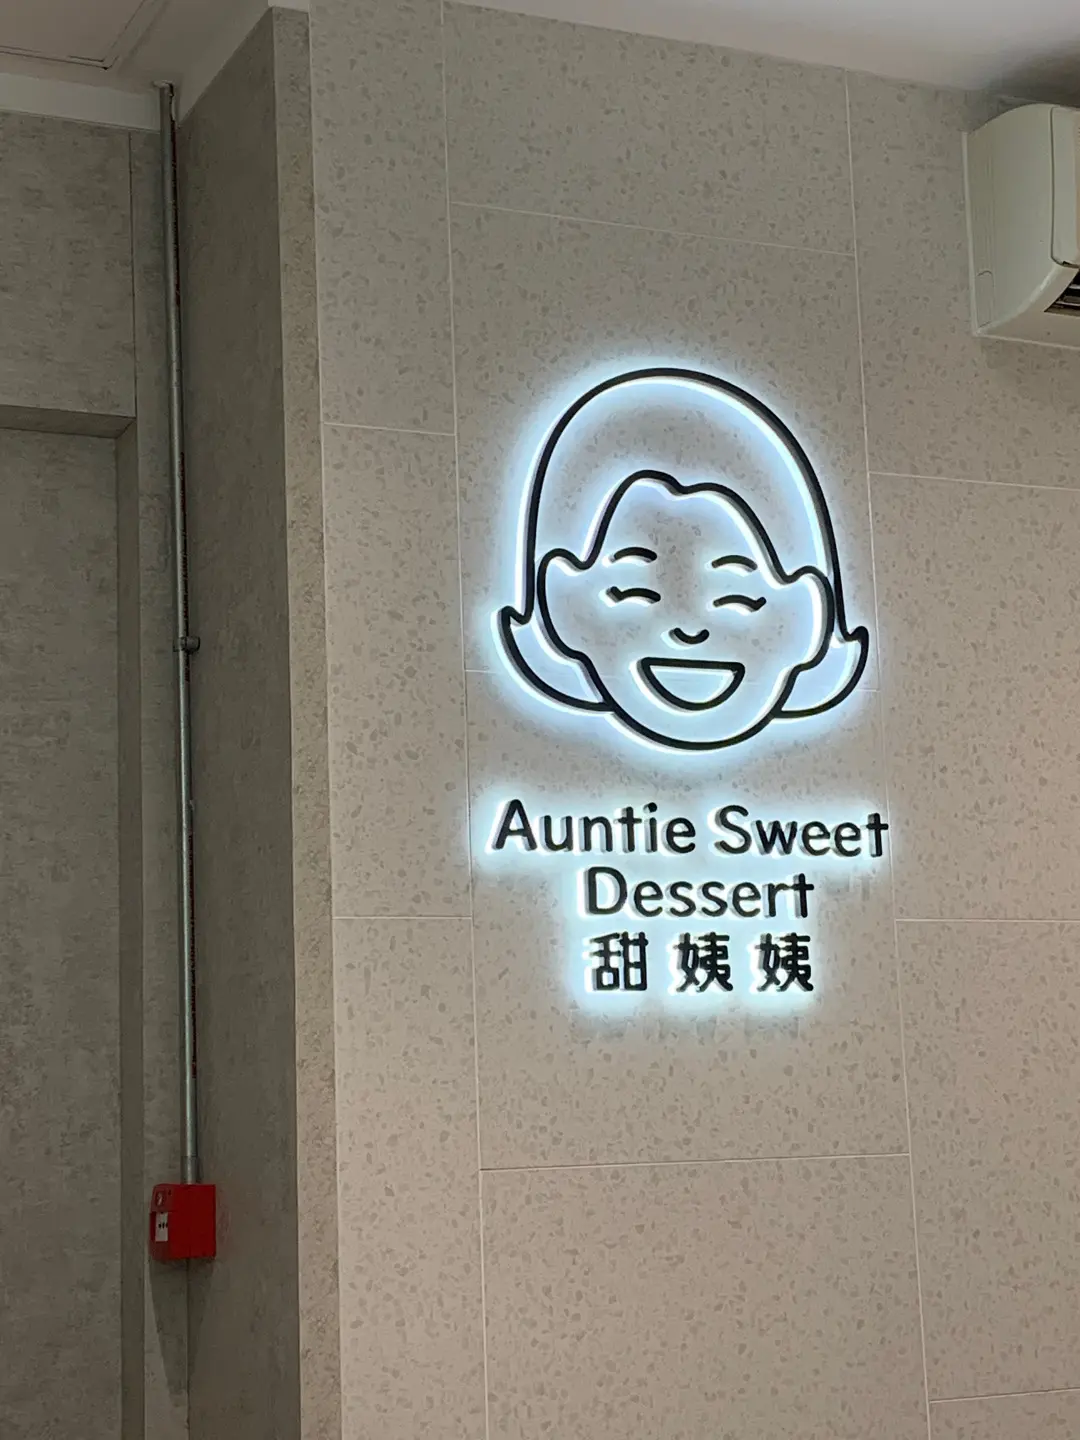 Auntie Sweet
Dessert
甜姨姨